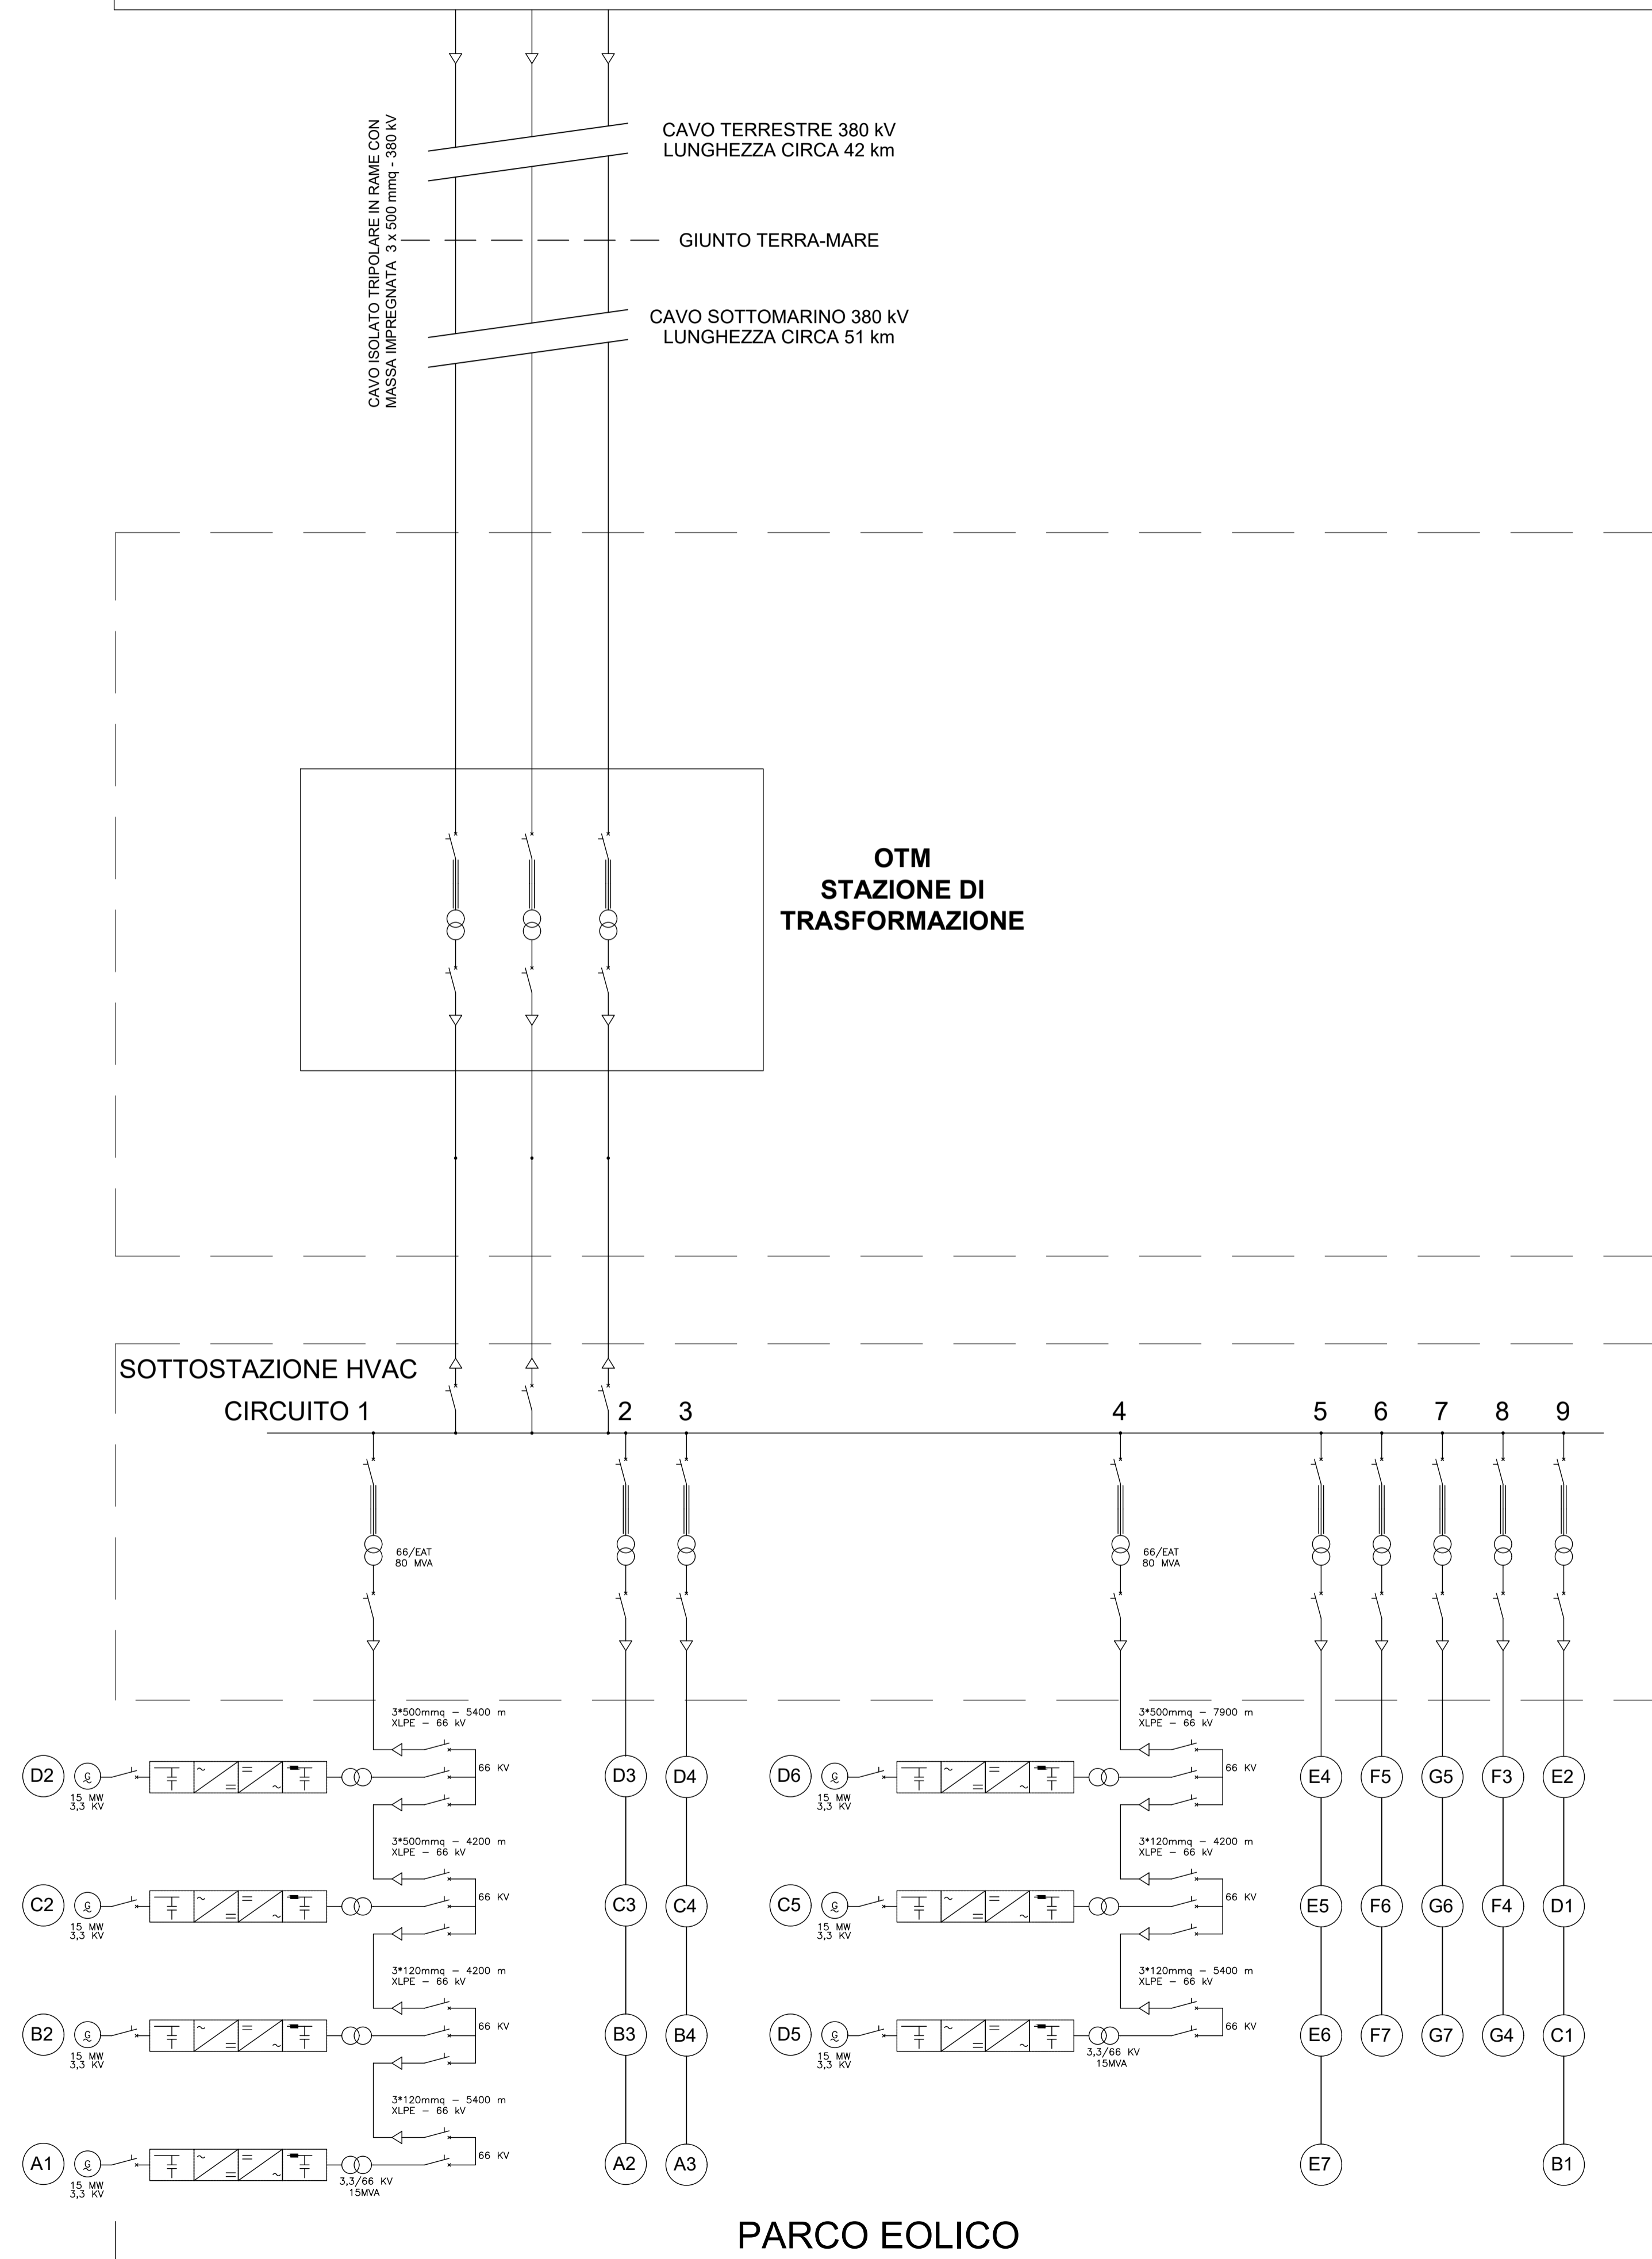 CAVO ISOLATO TRIPOLARE IN RAME CON
MASSA IMPREGNATA 3 x 500 mmq - 380 kV
CAVO TERRESTRE 380 kV
LUNGHEZZA CIRCA 42 km
GIUNTO TERRA-MARE
CAVO SOTTOMARINO 380 kV
LUNGHEZZA CIRCA 51 km
OTM
STAZIONE DI
TRASFORMAZIONE
SOTTOSTAZIONE HVAC
CIRCUITO 1
2
3
4
5
6
7
8
9
66/EAT
80 MVA
66/EAT
80 MVA
3*500mmq – 5400 m
XLPE – 66 kV
3*500mmq – 7900 m
XLPE – 66 kV
D2
G
15 MW
3,3 KV
66 KV
D3
D4
D6
G
15 MW
3,3 KV
66 KV
E4
F5
G5
F3
E2
3*500mmq – 4200 m
XLPE – 66 kV
3*120mmq – 4200 m
XLPE – 66 kV
C2
G
15 MW
3,3 KV
66 KV
C3
C4
C5
G
15 MW
3,3 KV
66 KV
E5
F6
G6
F4
D1
3*120mmq – 4200 m
XLPE – 66 kV
3*120mmq – 5400 m
XLPE – 66 kV
B2
G
15 MW
3,3 KV
66 KV
B3
B4
D5
G
15 MW
3,3 KV
3,3/66 KV
15MVA
66 KV
E6
F7
G7
G4
C1
3*120mmq – 5400 m
XLPE – 66 kV
A1
G
15 MW
3,3 KV
3,3/66 KV
15MVA
66 KV
A2
A3
E7
B1
PARCO EOLICO